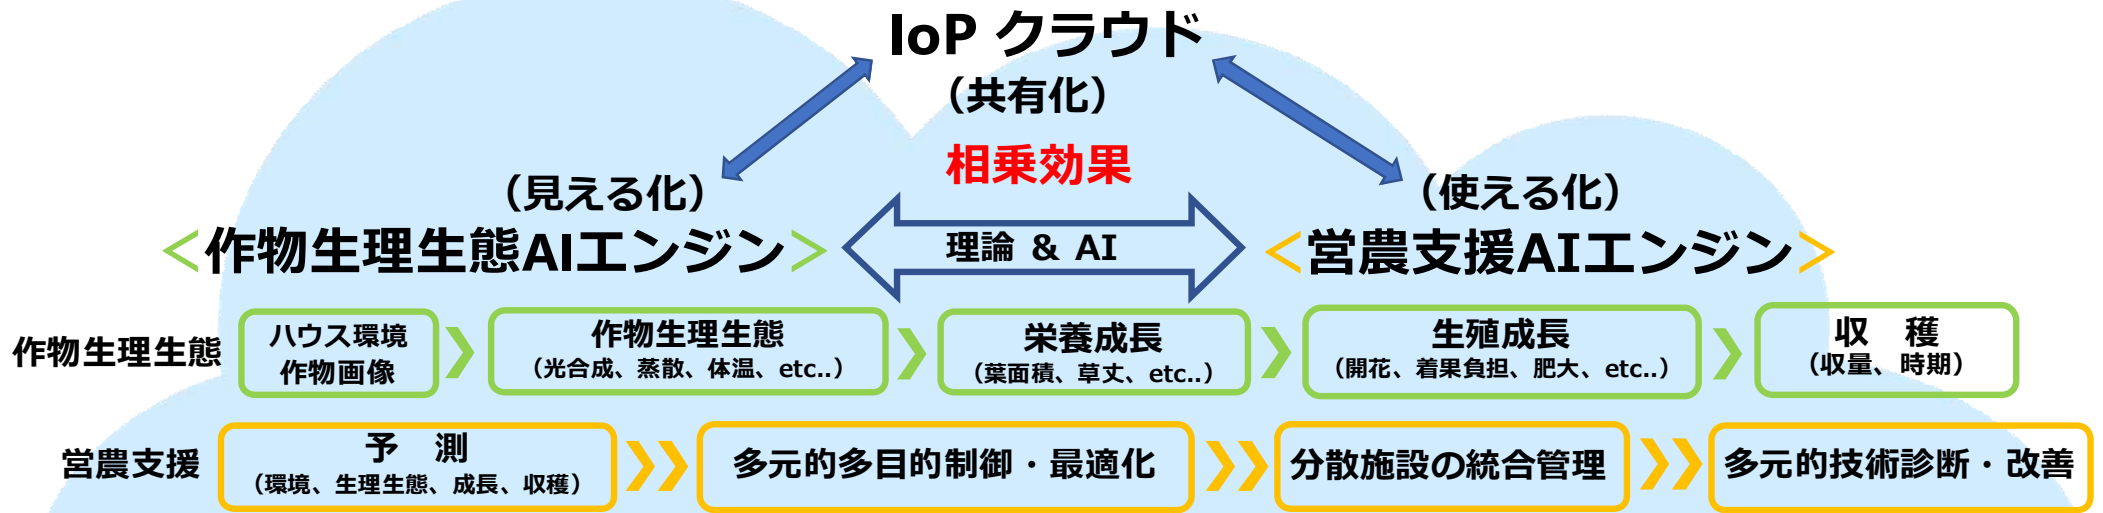 IoP クラウド
（共有化）
相乗効果
（見える化）
＜作物生理生態AIエンジン＞
理論 & AI
（使える化）
＜営農支援AIエンジン＞
作物生理生態
ハウス環境
作物画像
作物生理生態
（光合成、蒸散、体温、etc..）
栄養成長
（葉面積、草丈、etc..）
生殖成長
（開花、着果負担、肥大、etc..）
収　穫
（収量、時期）
営農支援
予　測
（環境、生理生態、成長、収穫）
多元的多目的制御・最適化
分散施設の統合管理
多元的技術診断・改善